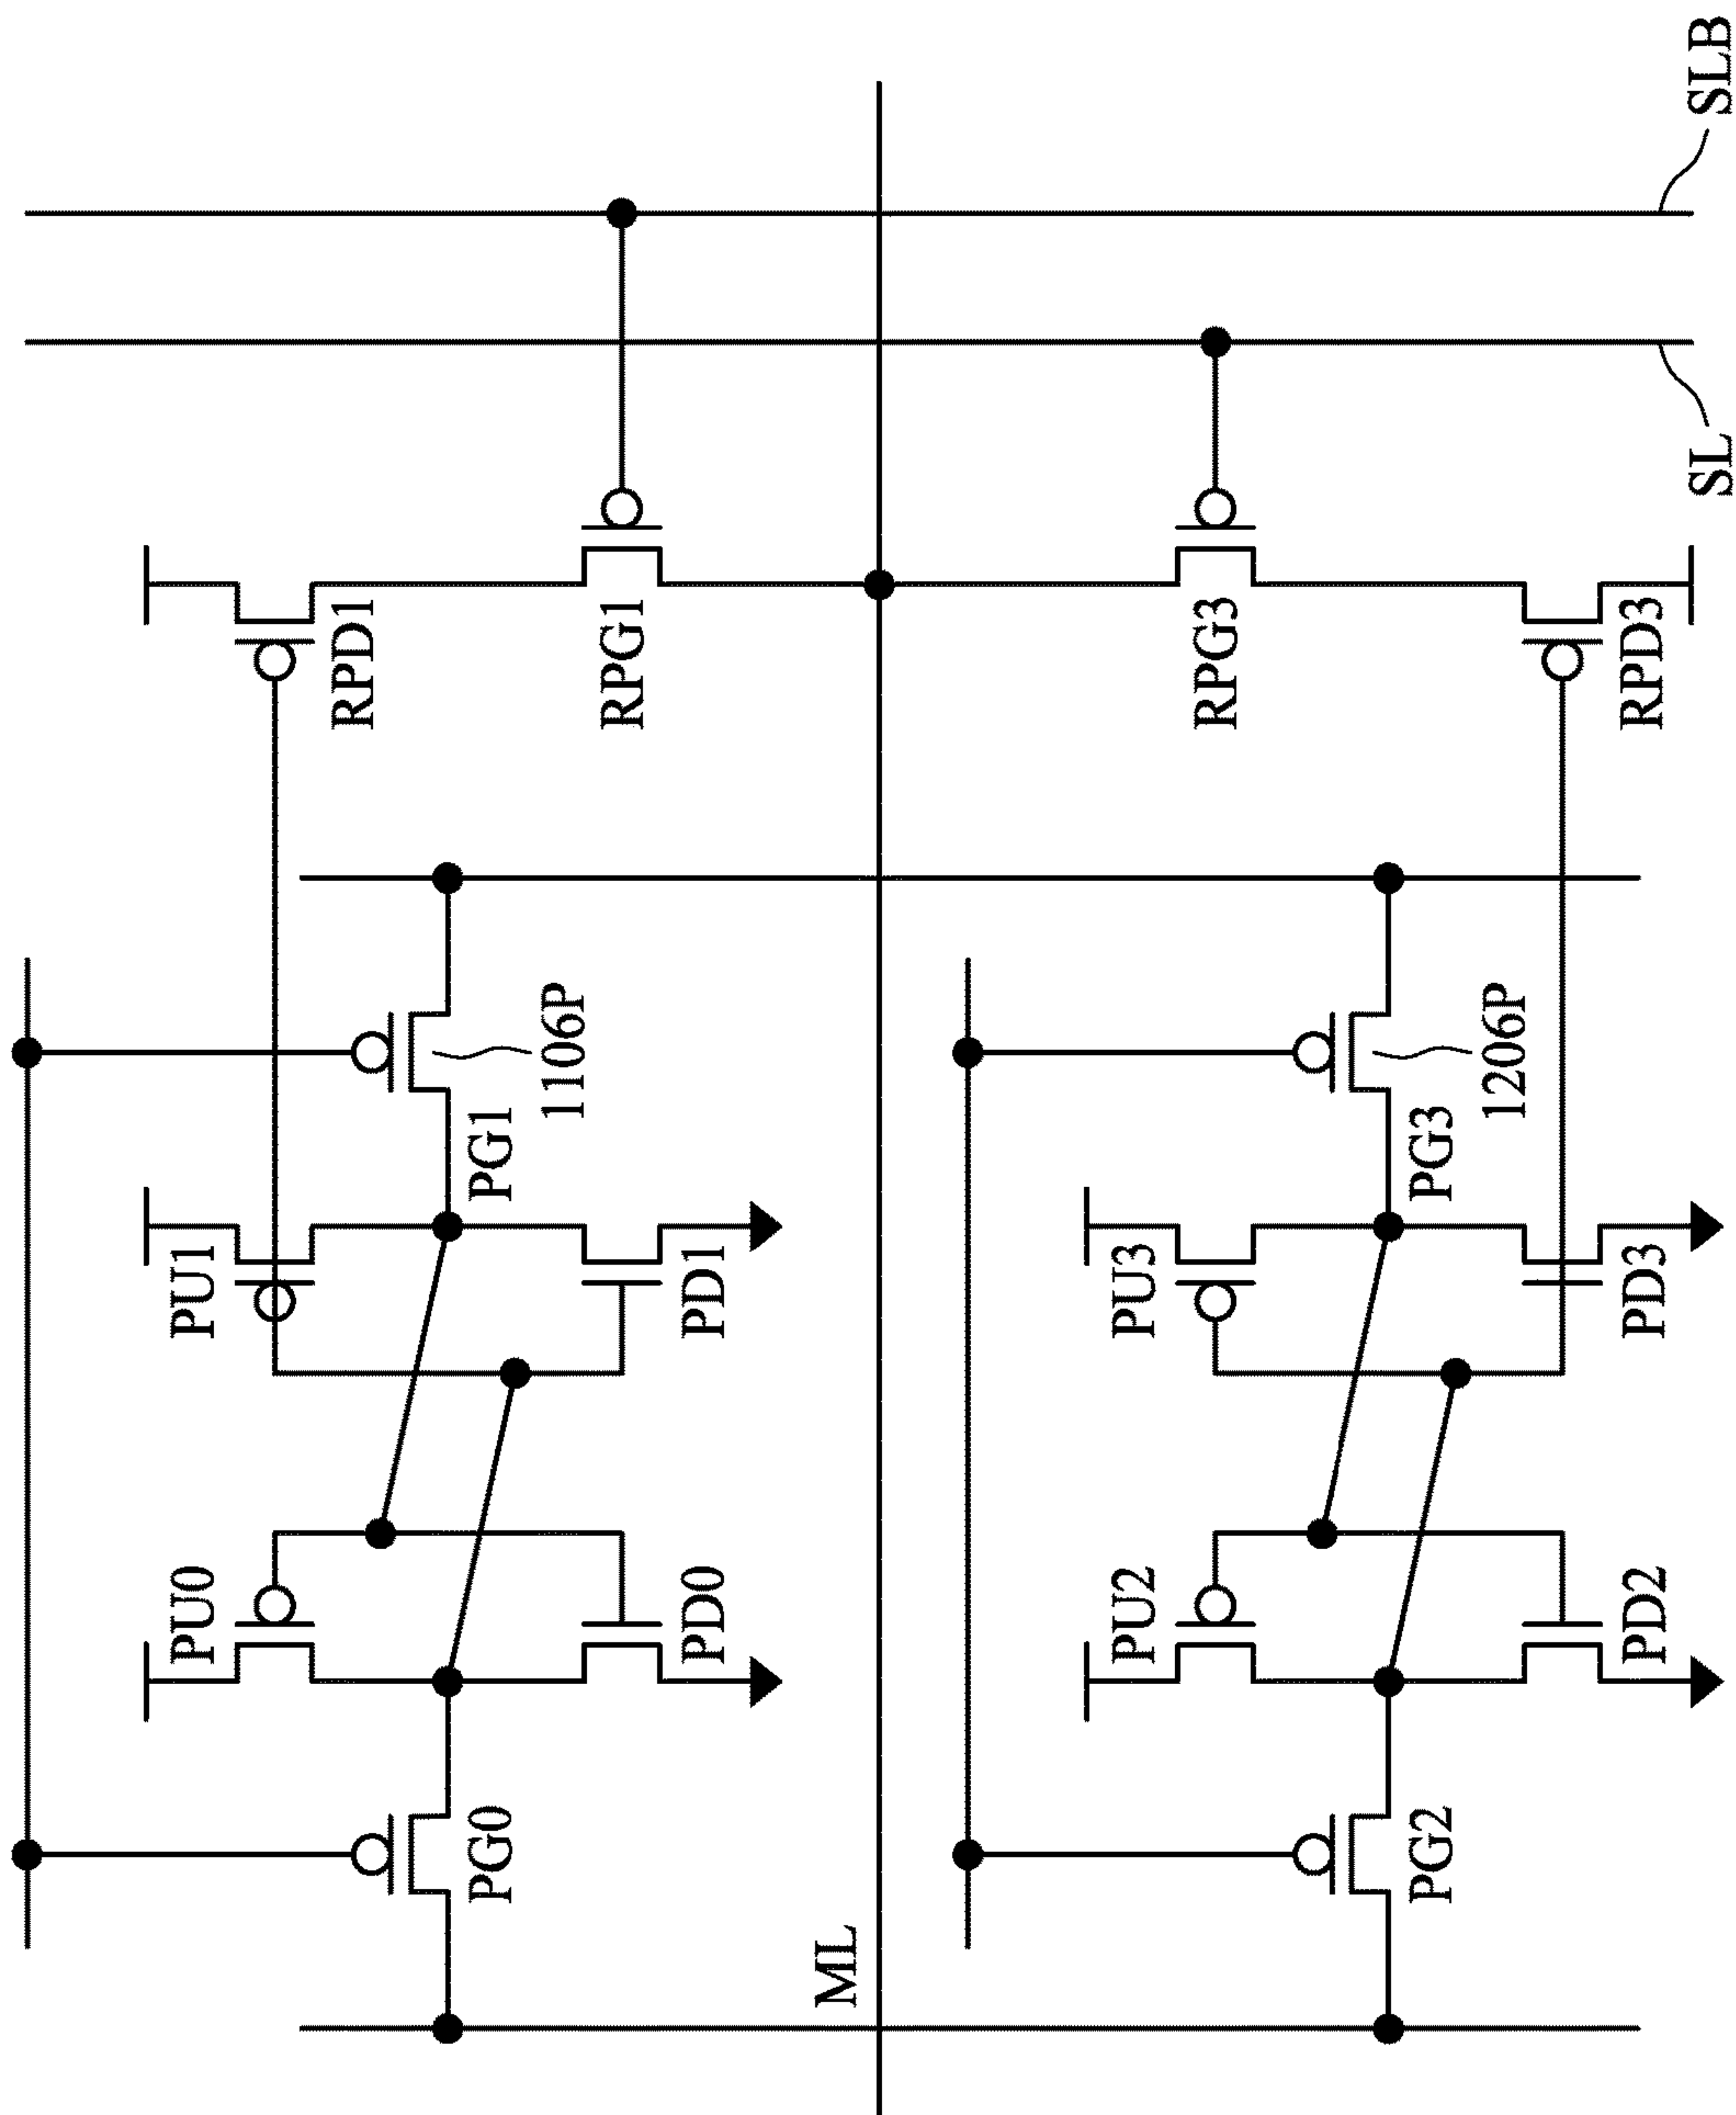 PU0
PU1
RPD1
PG0
PG1
1106P
RPG1
PD0
PD1
ML
PU2
PU3
RPG3
PG2
PG3
1206P
PD2
PD3
RPD3
SL
SLB